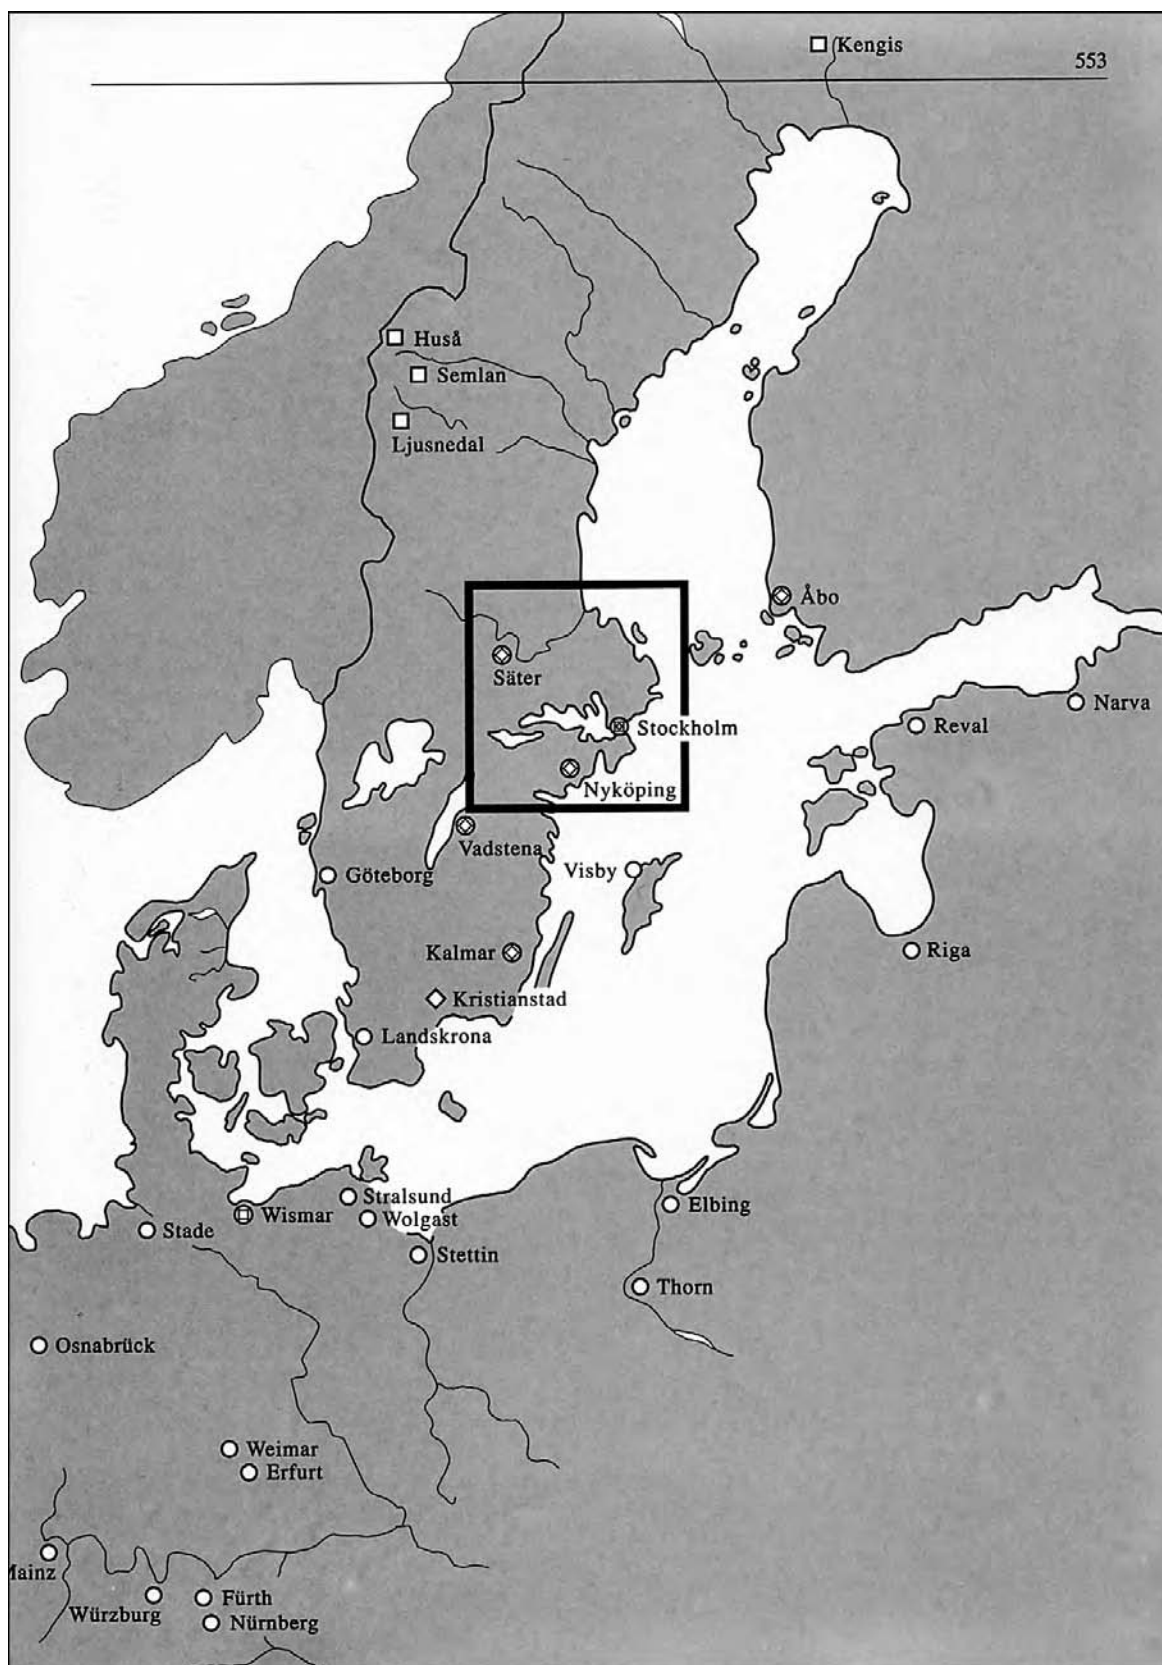 Kengis
553
Huså
Semlan
Ljusnedal
Åbo
Säter
Narva
Stockholm
Reval
Nyköping
Vadstena
Visby
Göteborg
Kalmar
Riga
Kristianstad
Landskrona
Stralsund
Elbing
Wismar
Wolgast
Stade
Stettin
Thorn
Osnabrück
Weimar
Erfurt
Mainz
Fürth
Würzburg
Nürnberg